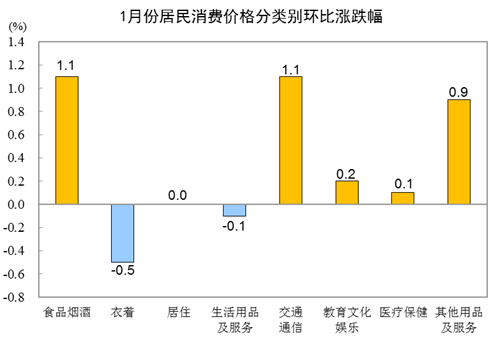 1月份居民消费价格分类别环比涨跌幅
(%)
1.4
1.2
1.0
0.8
0.6
0.4
0.2
0.0
-0.2
-0.4
-0.6
-0.8
1.1
-0.5
0.0
-0.1
1.1
0.2
0.1
0.9
食品烟酒
衣着
居住
生活用品
及服务
交通
通信
教育文化
娱乐
医疗保健
其他用品
及服务